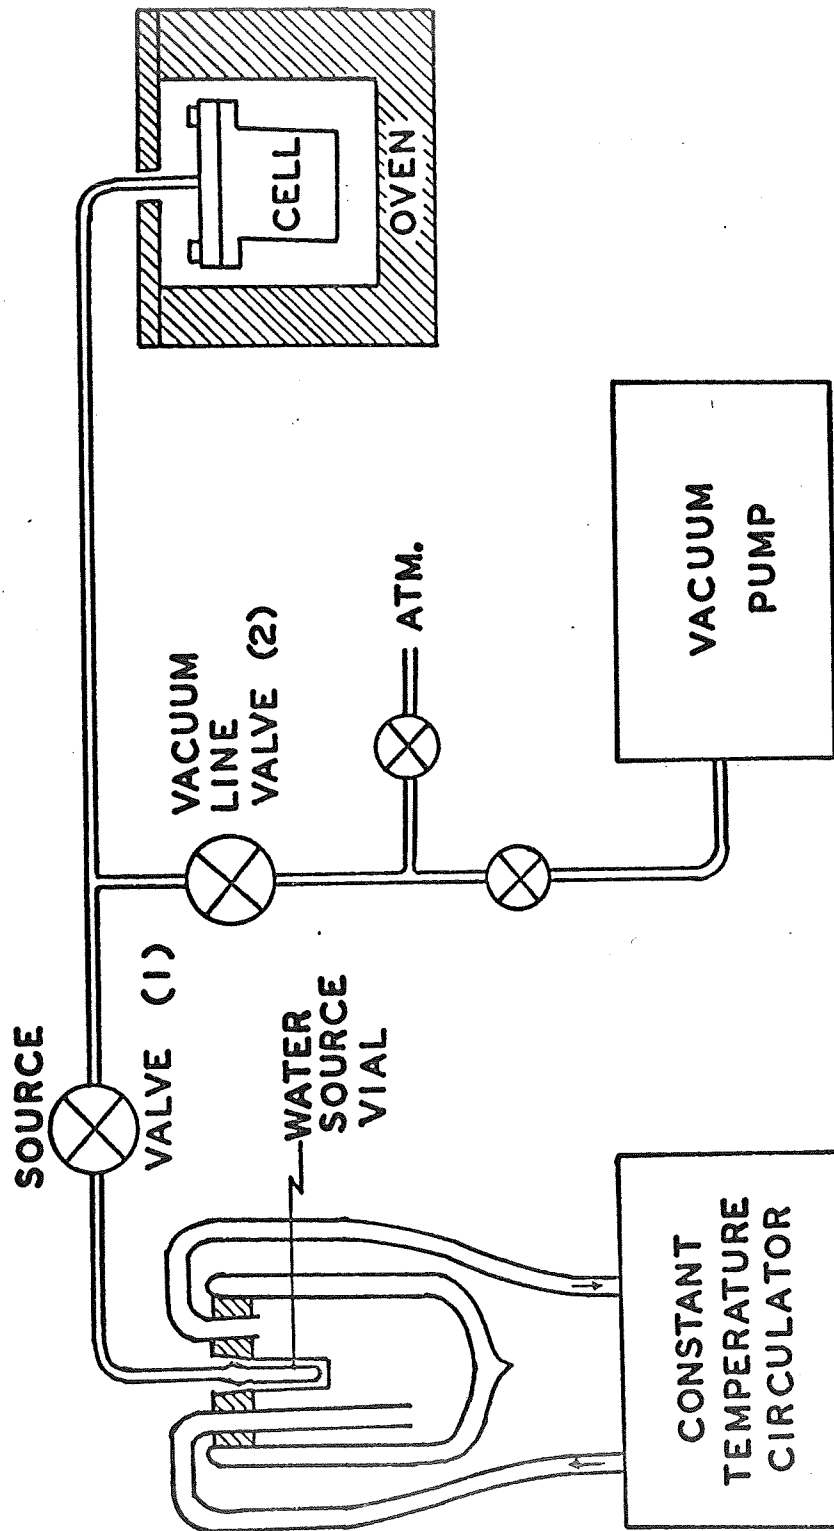 SOURCE
VALVE (1)
WATER
SOURCE
VIAL
CONSTANT
TEMPERATURE
CIRCULATOR
VACUUM
LINE
VALVE (2)
ATM.
VACUUM
PUMP
CELL
OVEN